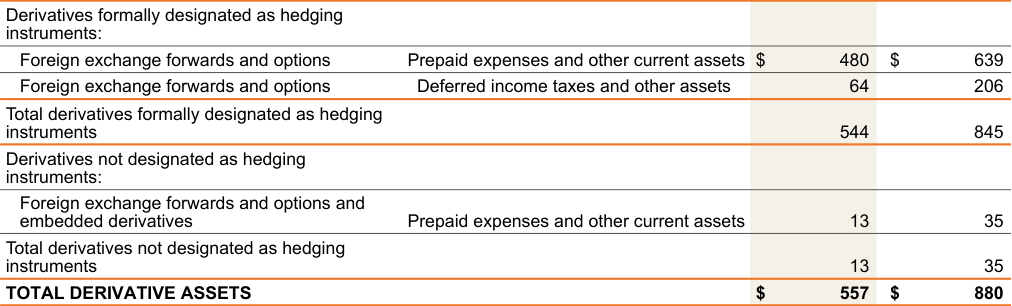 Derivatives formally designated as hedging
instruments:
Foreign exchange forwards and options Prepaid expenses and other current assets $ 480 $ 639
Foreign exchange forwards and options Deferred income taxes and other assets 64 206
Total derivatives formally designated as hedging
instruments 544 845
Derivatives not designated as hedging
instruments:
Foreign exchange forwards and options and
embedded derivatives Prepaid expenses and other current assets 13 35
Total derivatives not designated as hedging
instruments 13 35
TOTAL DERIVATIVE ASSETS $ 557 $ 880